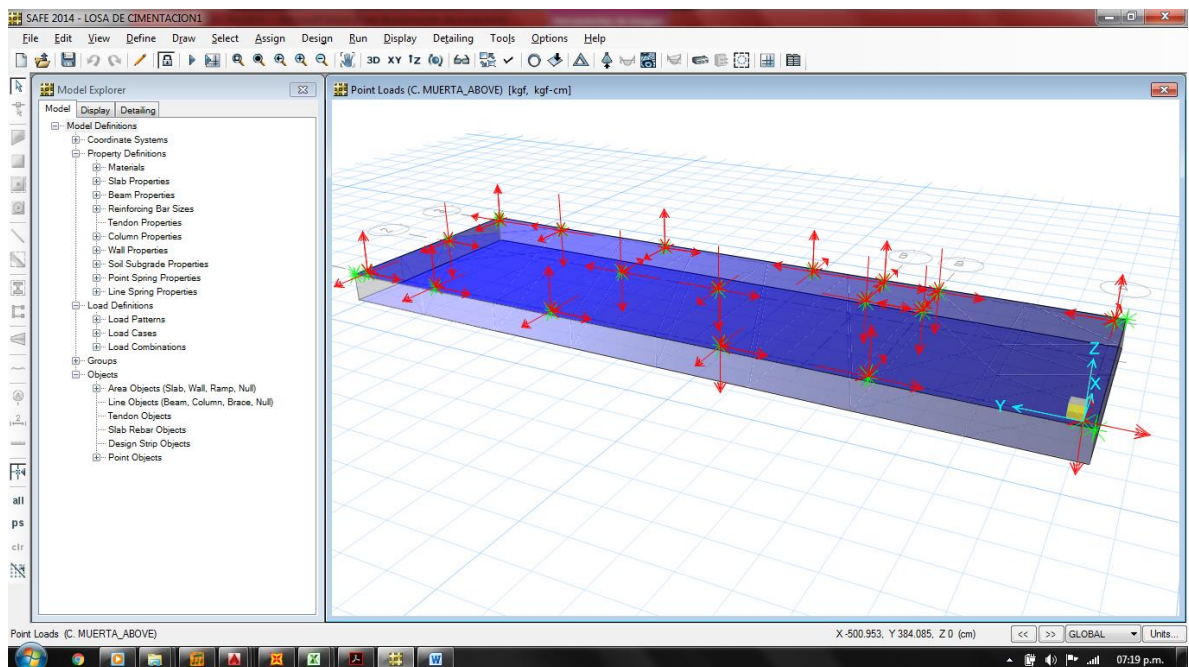 SAFE 2014 - LOSA DE CIMENTACION1
File Edit View Define Draw Select Assign Design Run Display Detailing Tools Options Help
3D XY
Model Explorer
Model Display Detailing
Model Definitions
Coordinate Systems
Property Definitions
Materials
Slab Properties
Beam Properties
Reinforcing Bar Sizes
Tendon Properties
Column Properties
Wall Properties
Soil Subgrade Properties
Point Spring Properties
Line Spring Properties
Load Definitions
Load Patterns
Load Cases
Load Combinations
Groups
Objects
Area Objects (Slab, Wall, Ramp, Null)
Line Objects (Beam, Column, Brace, Null)
Tendon Objects
Slab Rebar Objects
Design Strip Objects
Point Objects
all
ps
clr
Point Loads (C. MUERTA_ABOVE) [kgf, kgf-cm]
Z
X
Y
Point Loads (C. MUERTA_ABOVE)
X -500.953, Y 384.085, Z 0 (cm)
<< >> GLOBAL Units...
07:19 p.m.